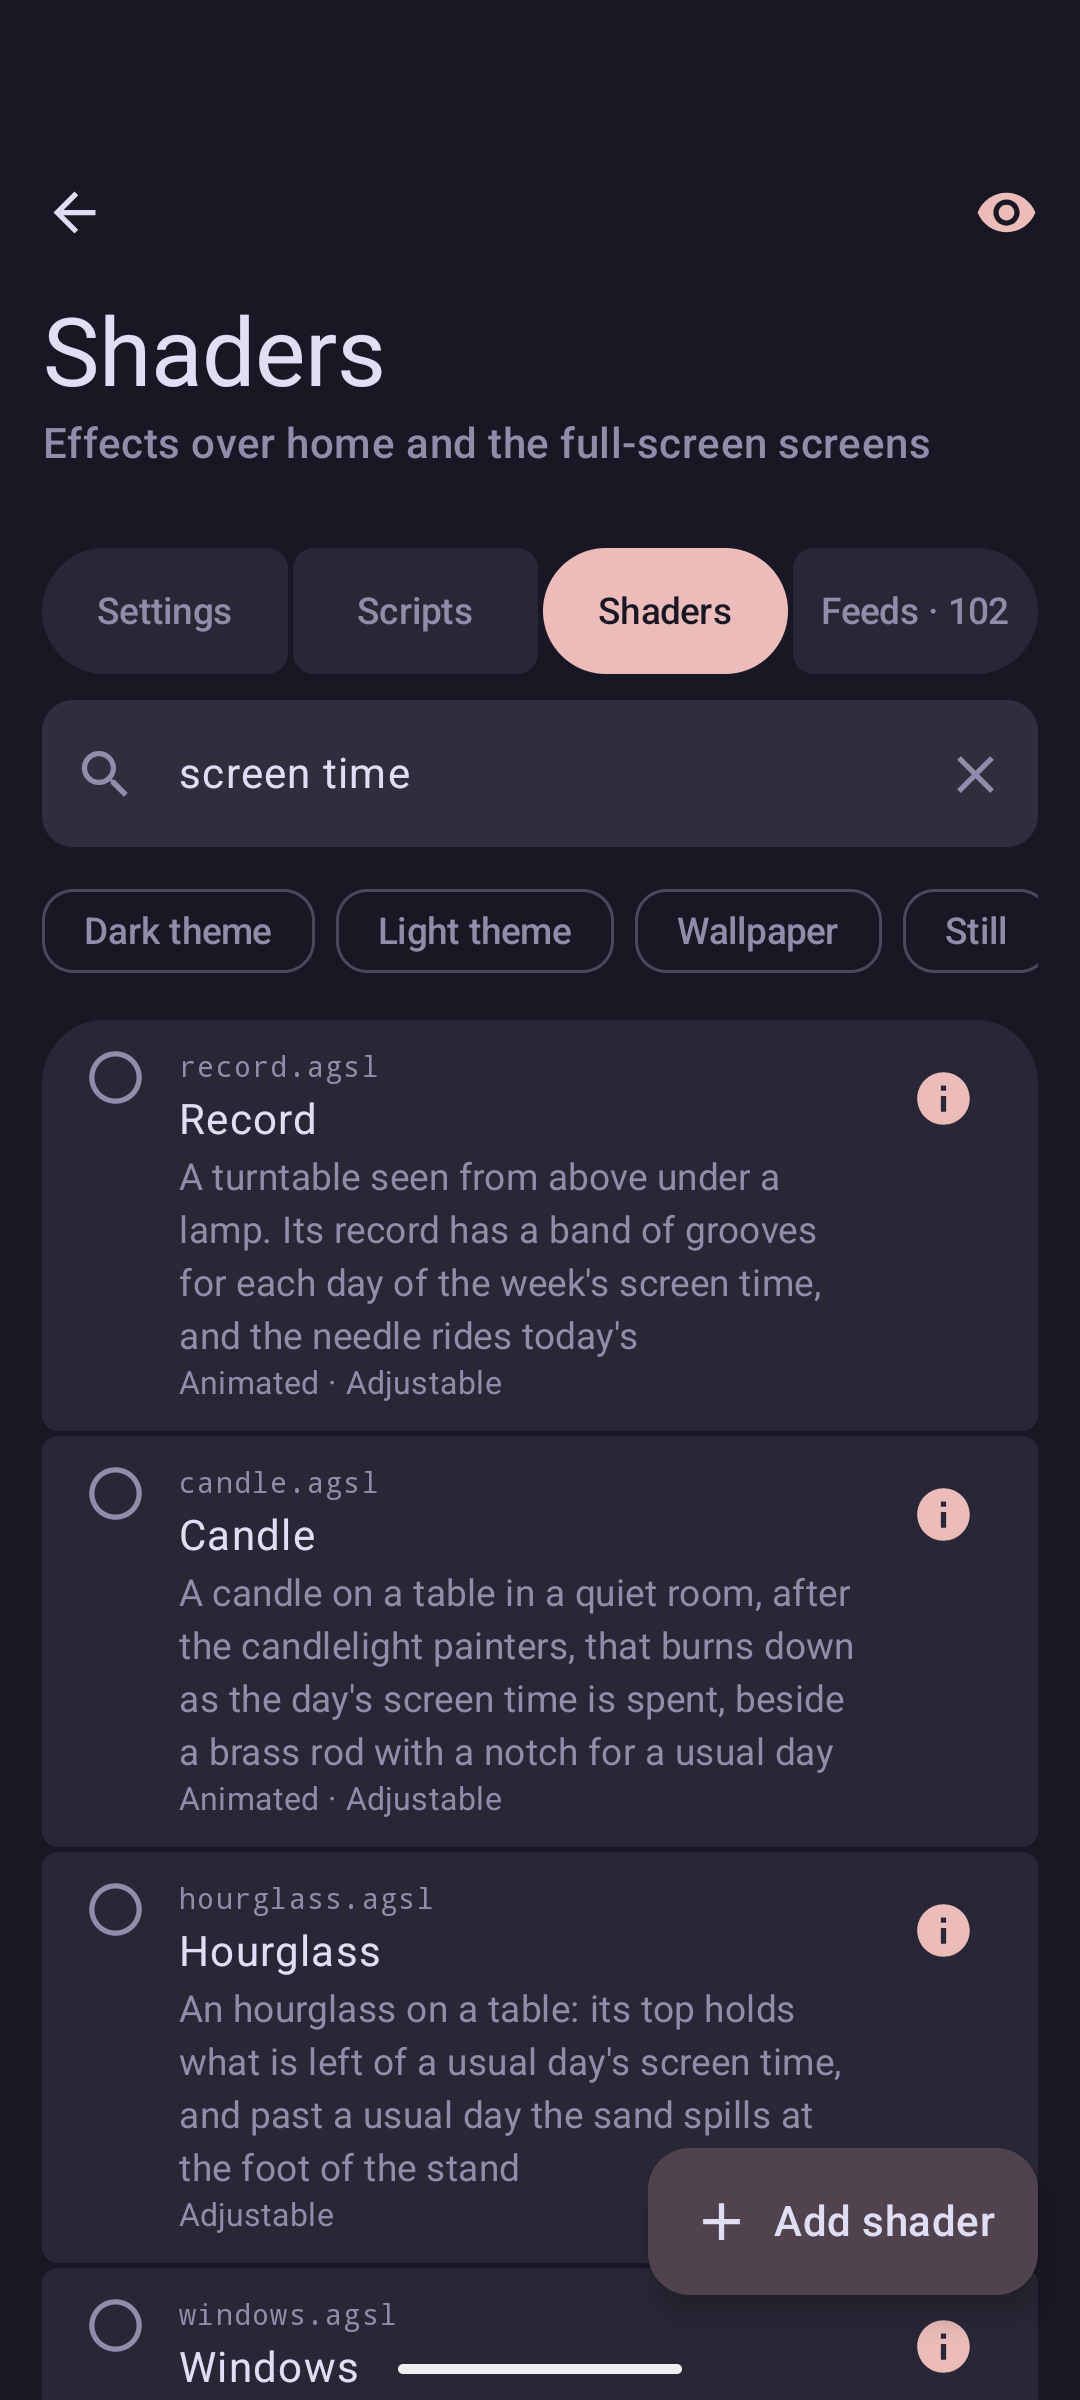 Shaders
Effects over home and the full-screen screens
Settings
Scripts
Shaders
Feeds · 102
screen time
Dark theme
Light theme
Wallpaper
Still
record.agsl
Record
A turntable seen from above under a
lamp. Its record has a band of grooves
for each day of the week's screen time,
and the needle rides today's
Animated · Adjustable
candle.agsl
Candle
A candle on a table in a quiet room, after
the candlelight painters, that burns down
as the day's screen time is spent, beside
a brass rod with a notch for a usual day
Animated · Adjustable
hourglass.agsl
Hourglass
An hourglass on a table: its top holds
what is left of a usual day's screen time,
and past a usual day the sand spills at
the foot of the stand
Adjustable
Add shader
windows.agsl
Windows